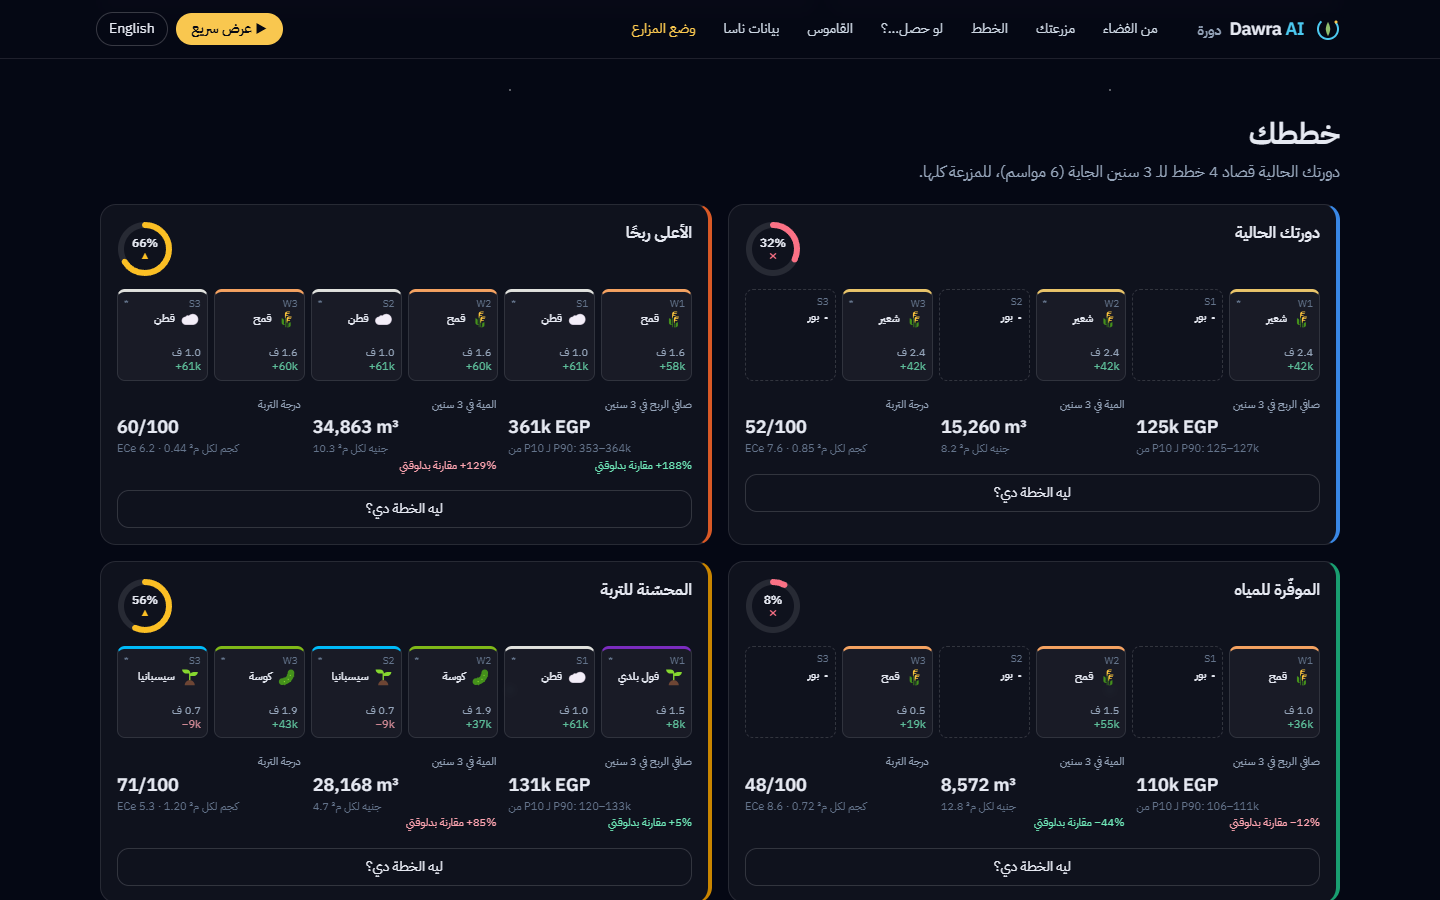 Dawra AI دورة
من الفضاء
مزرعتك
الخطط
لو حصل...؟
القاموس
بيانات ناسا
وضع المزارع
▶ عرض سريع
English
خططك
دورتك الحالية قصاد 4 خطط للـ 3 سنين الجاية (6 مواسم)، للمزرعة كلها.
دورتك الحالية
32%
×
W1 شعير 2.4 ف +42k
S1 - بور
W2 شعير 2.4 ف +42k
S2 - بور
W3 شعير 2.4 ف +42k
S3 - بور
صافي الربح في 3 سنين
125k EGP
من P10 لـ P90: 125–127k
المية في 3 سنين
15,260 m³
8.2 جنيه لكل م³
درجة التربة
52/100
ECe 7.6 · 0.85 كجم لكل م³
ليه الخطة دي؟
الأعلى ربحًا
66%
▲
W1 قمح 1.6 ف +58k
S1 قطن 1.0 ف +61k
W2 قمح 1.6 ف +60k
S2 قطن 1.0 ف +61k
W3 قمح 1.6 ف +60k
S3 قطن 1.0 ف +61k
صافي الربح في 3 سنين
361k EGP
من P10 لـ P90: 353–364k
+188% مقارنة بدلوقتي
المية في 3 سنين
34,863 m³
10.3 جنيه لكل م³
+129% مقارنة بدلوقتي
درجة التربة
60/100
ECe 6.2 · 0.44 كجم لكل م³
ليه الخطة دي؟
الموفّرة للمياه
8%
×
W1 قمح 1.0 ف +36k
S1 - بور
W2 قمح 1.5 ف +55k
S2 - بور
W3 قمح 0.5 ف +19k
S3 - بور
صافي الربح في 3 سنين
110k EGP
من P10 لـ P90: 106–111k
−12% مقارنة بدلوقتي
المية في 3 سنين
8,572 m³
12.8 جنيه لكل م³
−44% مقارنة بدلوقتي
درجة التربة
48/100
ECe 8.6 · 0.72 كجم لكل م³
ليه الخطة دي؟
المحسّنة للتربة
56%
▲
W1 فول بلدي 1.5 ف +8k
S1 قطن 1.0 ف +61k
W2 كوسة 1.9 ف +37k
S2 سيسبانيا 0.7 ف −9k
W3 كوسة 1.9 ف +43k
S3 سيسبانيا 0.7 ف −9k
صافي الربح في 3 سنين
131k EGP
من P10 لـ P90: 120–133k
+5% مقارنة بدلوقتي
المية في 3 سنين
28,168 m³
4.7 جنيه لكل م³
+85% مقارنة بدلوقتي
درجة التربة
71/100
ECe 5.3 · 1.20 كجم لكل م³
ليه الخطة دي؟